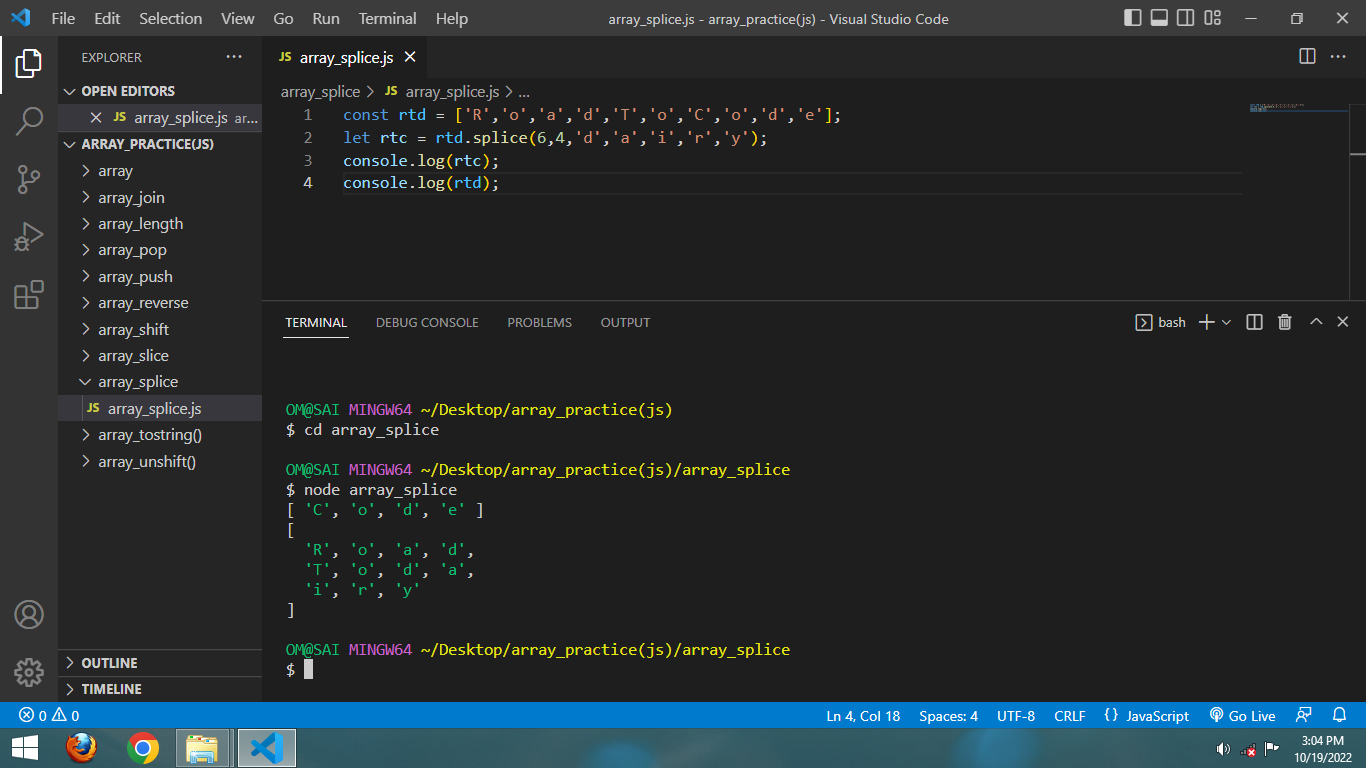 File Edit Selection View Go Run Terminal Help array_splice.js - array_practice(js) - Visual Studio Code
EXPLORER
OPEN EDITORS
JS array_splice.js ar...
ARRAY_PRACTICE(JS)
array
array_join
array_length
array_pop
array_push
array_reverse
array_shift
array_slice
array_splice
JS array_splice.js
array_tostring()
array_unshift()
OUTLINE
TIMELINE
JS array_splice.js
array_splice > JS array_splice.js > ...
1 const rtd = ['R','o','a','d','T','o','C','o','d','e'];
2 let rtc = rtd.splice(6,4,'d','a','i','r','y');
3 console.log(rtc);
4 console.log(rtd);
TERMINAL DEBUG CONSOLE PROBLEMS OUTPUT bash
OM@SAI MINGW64 ~/Desktop/array_practice(js)
$ cd array_splice
OM@SAI MINGW64 ~/Desktop/array_practice(js)/array_splice
$ node array_splice
[ 'C', 'o', 'd', 'e' ]
[
'R', 'o', 'a', 'd',
'T', 'o', 'd', 'a',
'i', 'r', 'y'
]
OM@SAI MINGW64 ~/Desktop/array_practice(js)/array_splice
$
0 0 Ln 4, Col 18 Spaces: 4 UTF-8 CRLF {} JavaScript Go Live
3:04 PM
10/19/2022